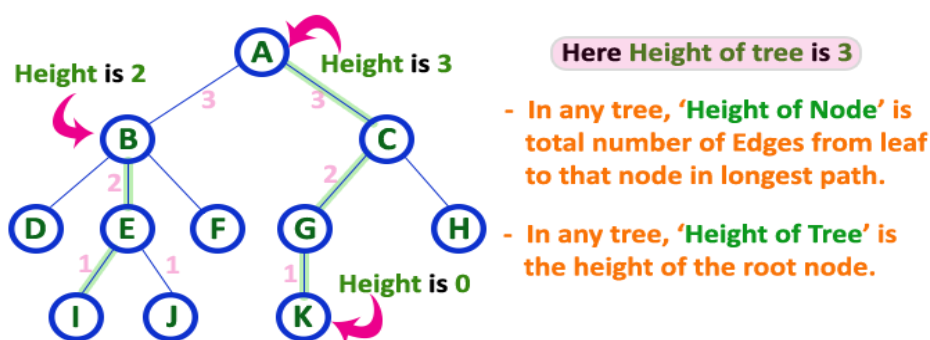 A
Height is 3
Height is 2
3
3
B
C
2
2
D
E
F
G
H
1
1
1
Height is 0
I
J
K
Here Height of tree is 3
- In any tree, ‘Height of Node’ is
total number of Edges from leaf
to that node in longest path.
- In any tree, ‘Height of Tree’ is
the height of the root node.